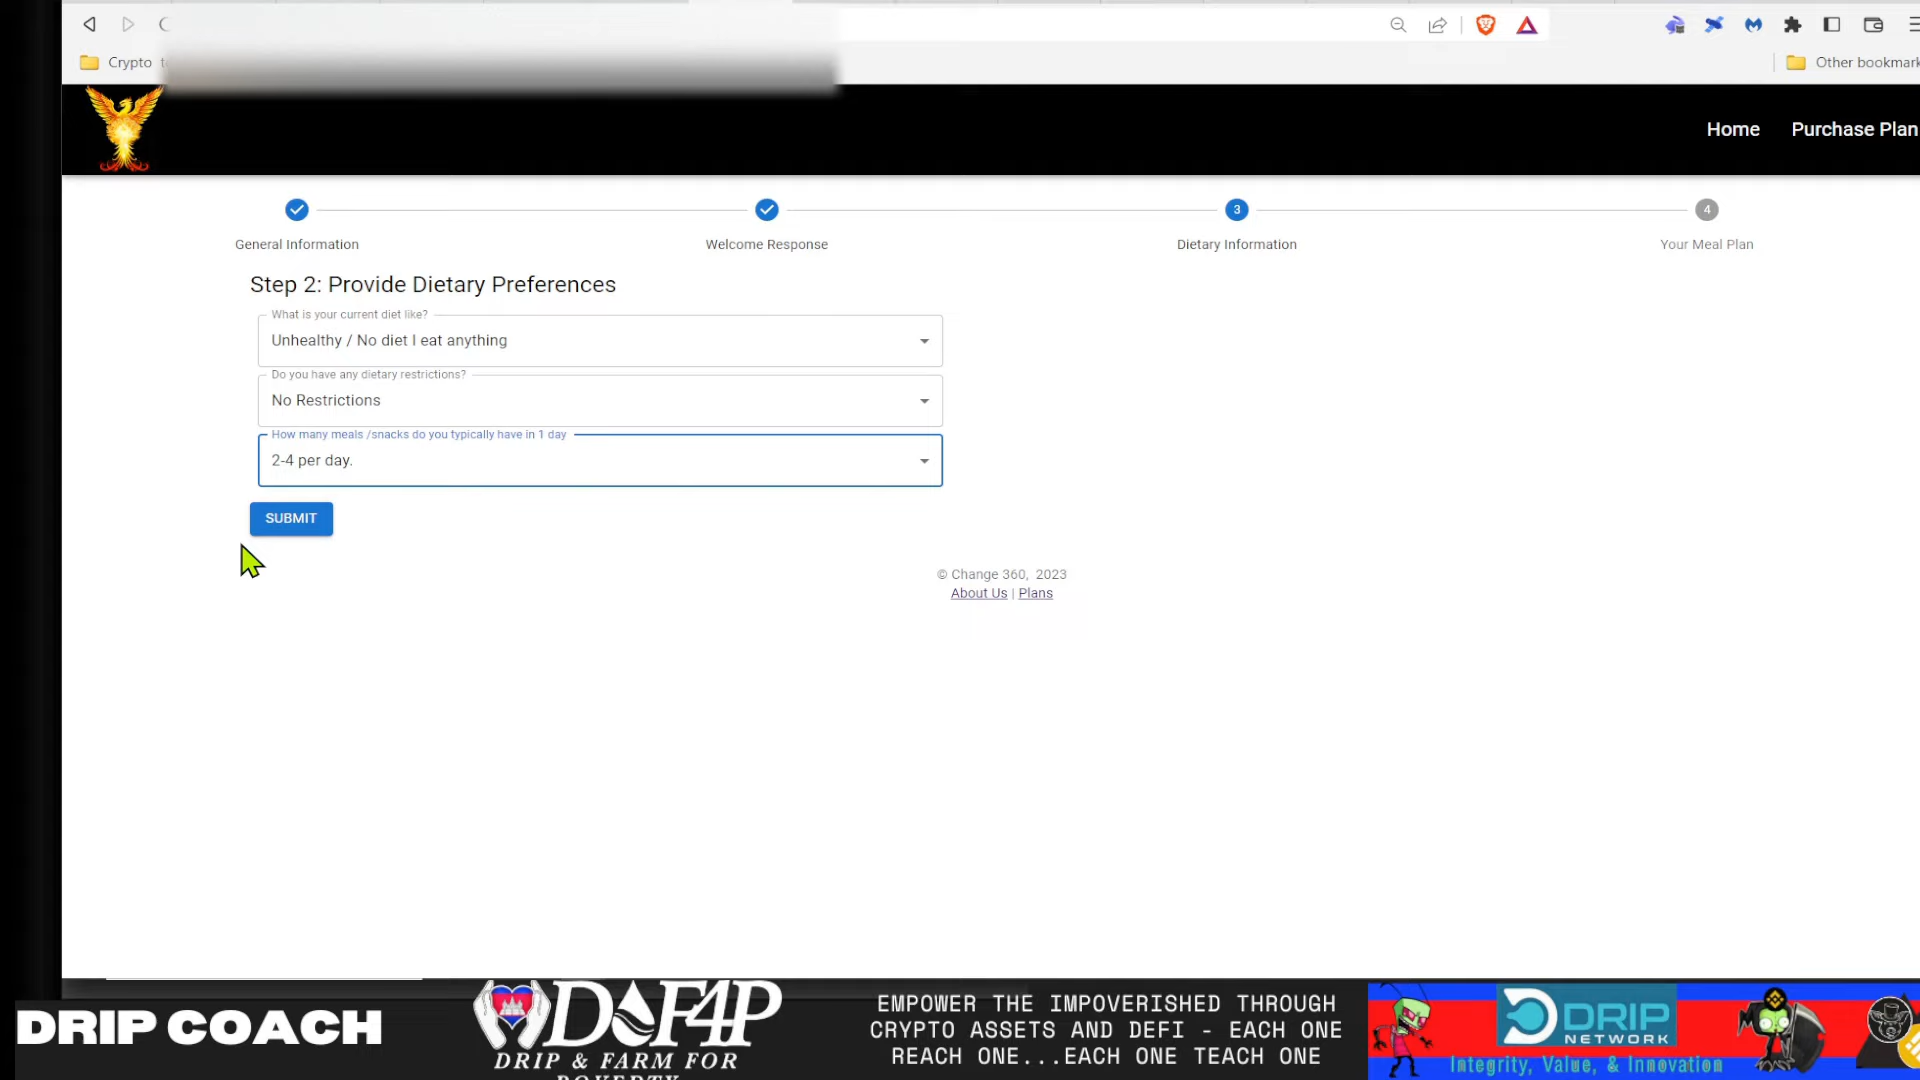 Crypto
Other bookmark
Home
Purchase Plan
3
4
General Information
Welcome Response
Dietary Information
Your Meal Plan
Step 2: Provide Dietary Preferences
What is your current diet like?
Unhealthy / No diet I eat anything
Do you have any dietary restrictions?
No Restrictions
How many meals /snacks do you typically have in 1 day
2-4 per day.
SUBMIT
© Change 360, 2023
About Us | Plans
DRIP COACH
DAF4P
DRIP & FARM FOR
POVERTY
EMPOWER THE IMPOVERISHED THROUGH
CRYPTO ASSETS AND DEFI - EACH ONE
REACH ONE...EACH ONE TEACH ONE
DRIP
NETWORK
Integrity, Value, & Innovation